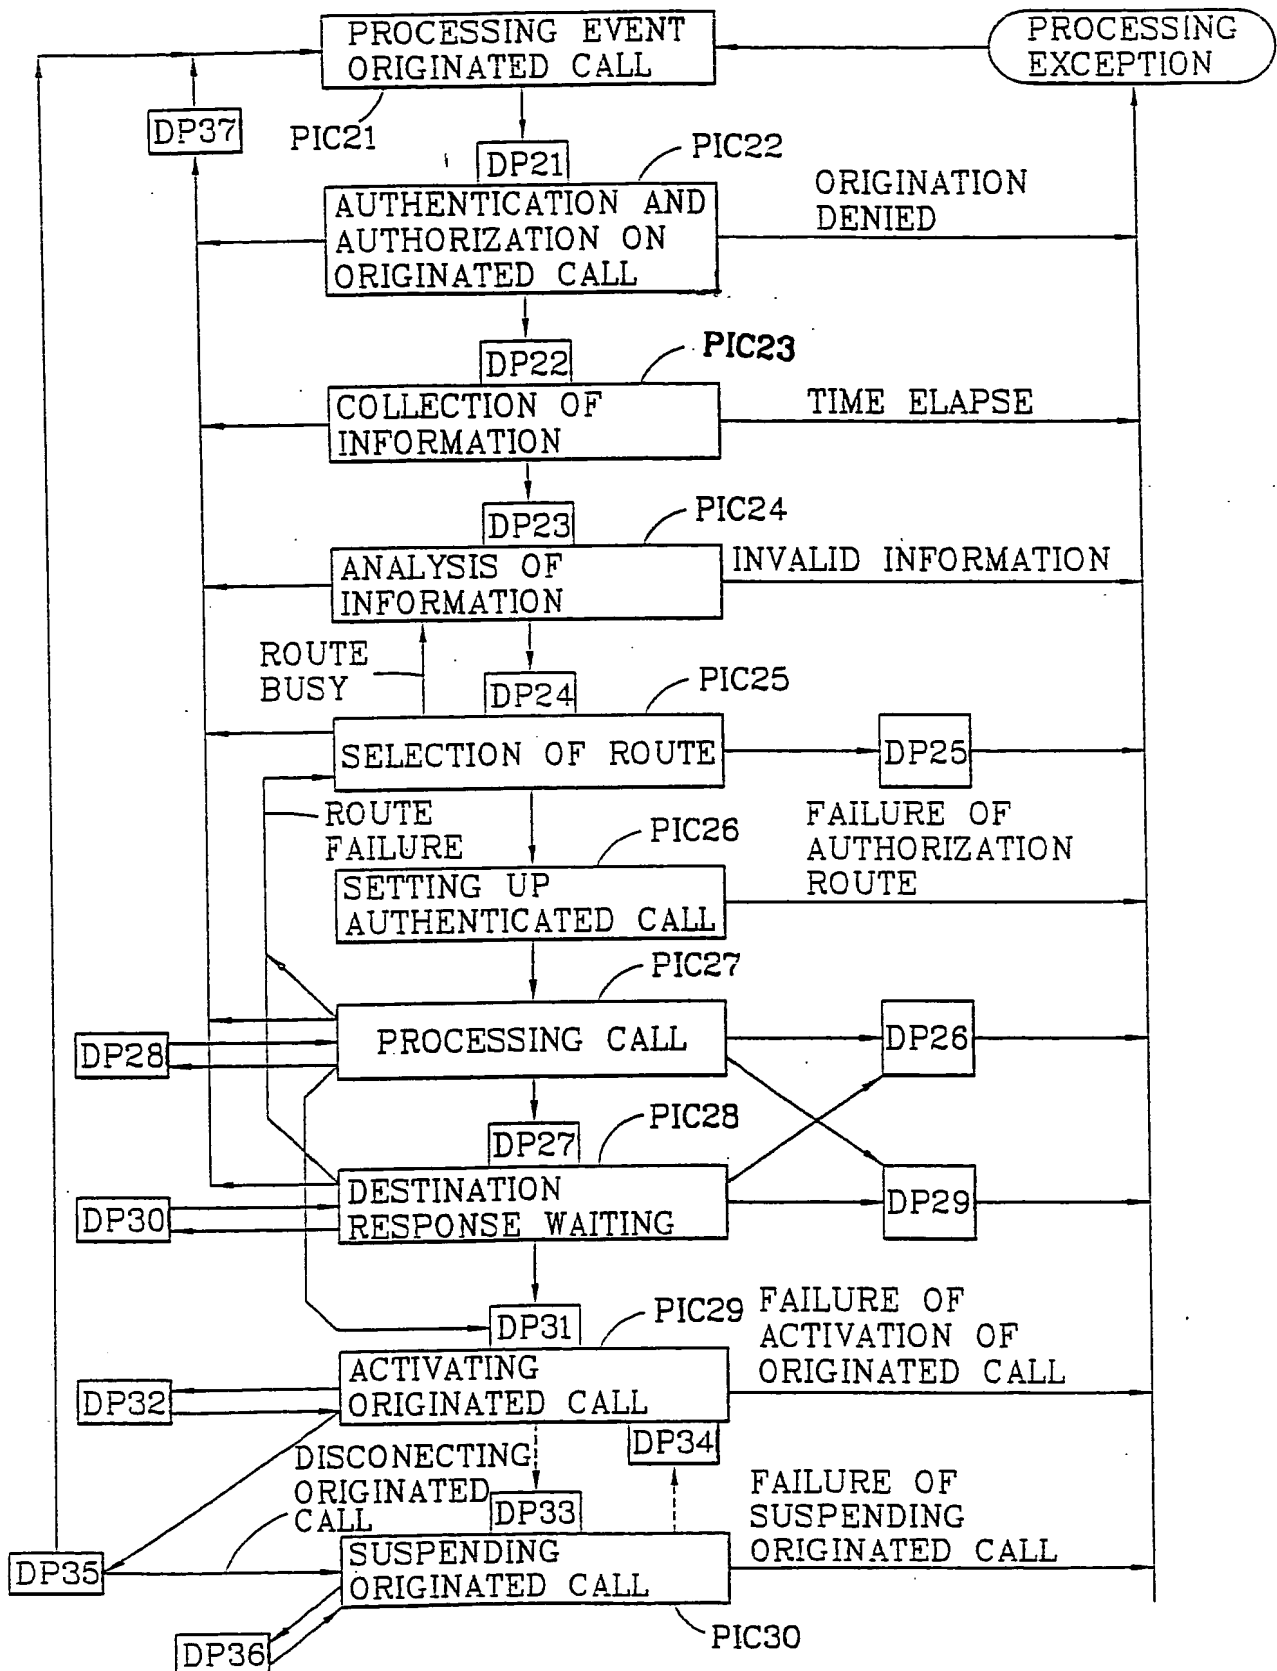 PROCESSING EVENT
ORIGINATED CALL
PROCESSING
EXCEPTION
DP37
PIC21
DP21
PIC22
AUTHENTICATION AND
AUTHORIZATION ON
ORIGINATED CALL
ORIGINATION
DENIED
DP22
PIC23
COLLECTION OF
INFORMATION
TIME ELAPSE
DP23
PIC24
ANALYSIS OF
INFORMATION
INVALID INFORMATION
ROUTE
BUSY
DP24
PIC25
SELECTION OF ROUTE
DP25
ROUTE
FAILURE
PIC26
FAILURE OF
AUTHORIZATION
ROUTE
SETTING UP
AUTHENTICATED CALL
PIC27
PROCESSING CALL
DP28
DP26
DP27
PIC28
DESTINATION
RESPONSE WAITING
DP30
DP29
DP31
PIC29
FAILURE OF
ACTIVATION OF
ORIGINATED CALL
ACTIVATING
ORIGINATED CALL
DP32
DP34
DISCONECTING
ORIGINATED
CALL
DP33
FAILURE OF
SUSPENDING
ORIGINATED CALL
SUSPENDING
ORIGINATED CALL
DP35
DP36
PIC30